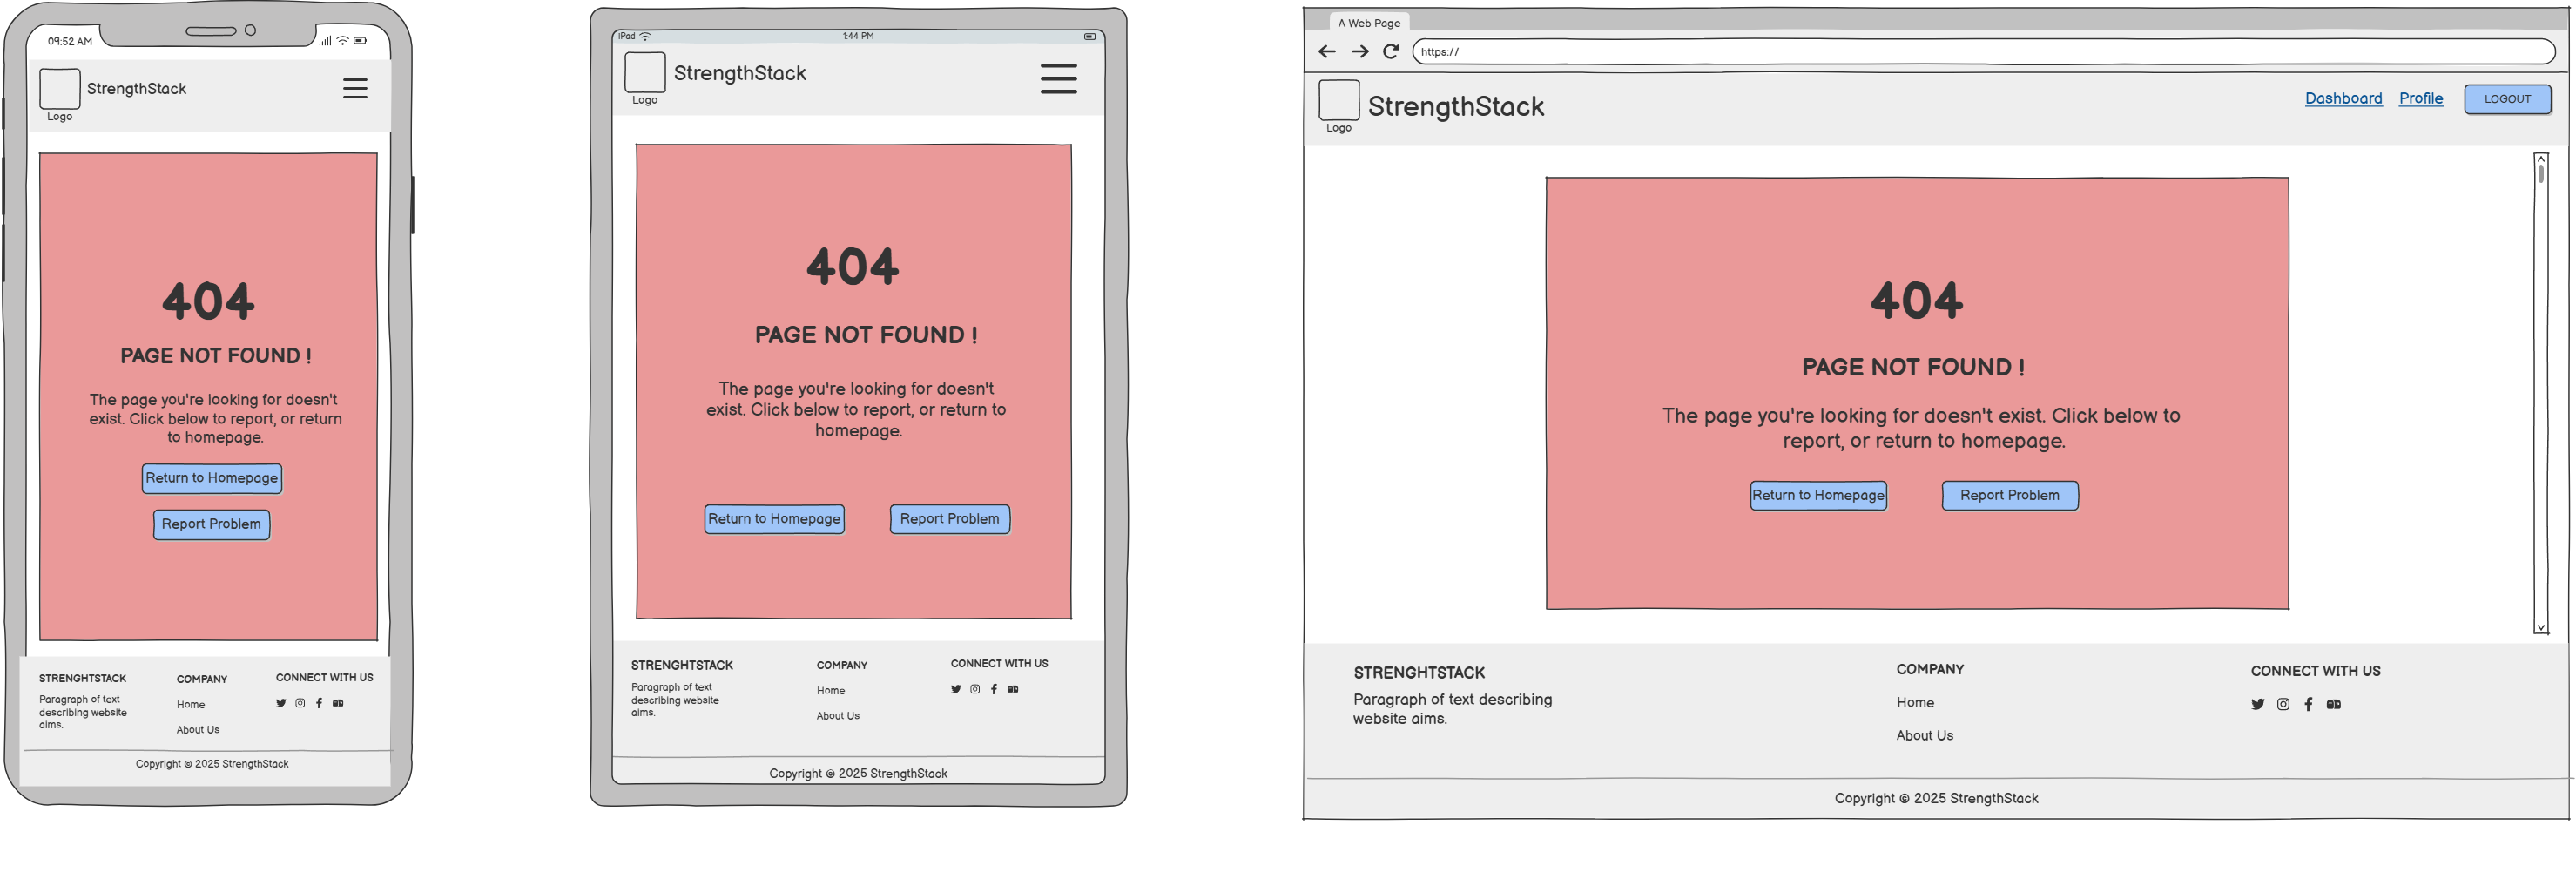 09:52 AM
StrengthStack
Logo
404
PAGE NOT FOUND !
The page you're looking for doesn't
exist. Click below to report, or return
to homepage.
Return to Homepage
Report Problem
STRENGHTSTACK
Paragraph of text
describing website
aims.
COMPANY
Home
About Us
CONNECT WITH US
Copyright © 2025 StrengthStack
iPad
1:44 PM
StrengthStack
Logo
404
PAGE NOT FOUND !
The page you're looking for doesn't
exist. Click below to report, or return to
homepage.
Return to Homepage
Report Problem
STRENGHTSTACK
Paragraph of text
describing website
aims.
COMPANY
Home
About Us
CONNECT WITH US
Copyright © 2025 StrengthStack
A Web Page
https://
StrengthStack
Logo
Dashboard
Profile
LOGOUT
404
PAGE NOT FOUND !
The page you're looking for doesn't exist. Click below to
report, or return to homepage.
Return to Homepage
Report Problem
STRENGHTSTACK
Paragraph of text describing
website aims.
COMPANY
Home
About Us
CONNECT WITH US
Copyright © 2025 StrengthStack